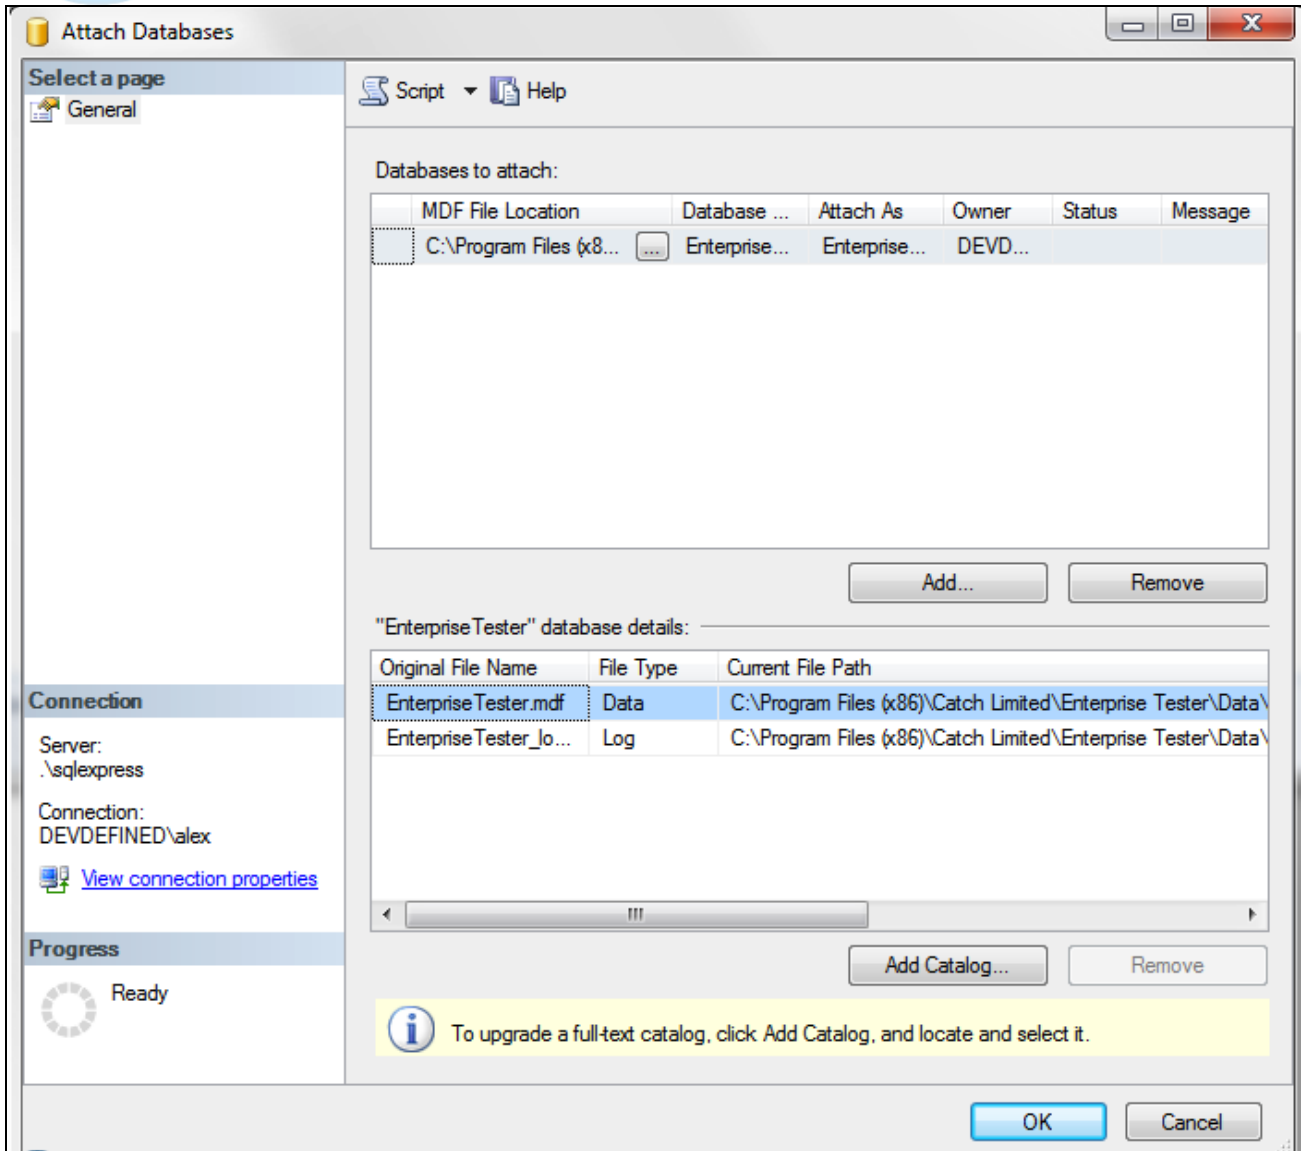 Attach Databases
Select a page
General
Script Help
Databases to attach:
MDF File Location Database ... Attach As Owner Status Message
C:\Program Files (x8... ... Enterprise... Enterprise... DEVD...
Add... Remove
"EnterpriseTester" database details:
Original File Name File Type Current File Path
EnterpriseTester.mdf Data C:\Program Files (x86)\Catch Limited\Enterprise Tester\Data\
EnterpriseTester_lo... Log C:\Program Files (x86)\Catch Limited\Enterprise Tester\Data\
Connection
Server:
.\sqlexpress
Connection:
DEVDEFINED\alex
View connection properties
Progress
Ready
Add Catalog... Remove
To upgrade a full-text catalog, click Add Catalog, and locate and select it.
OK Cancel